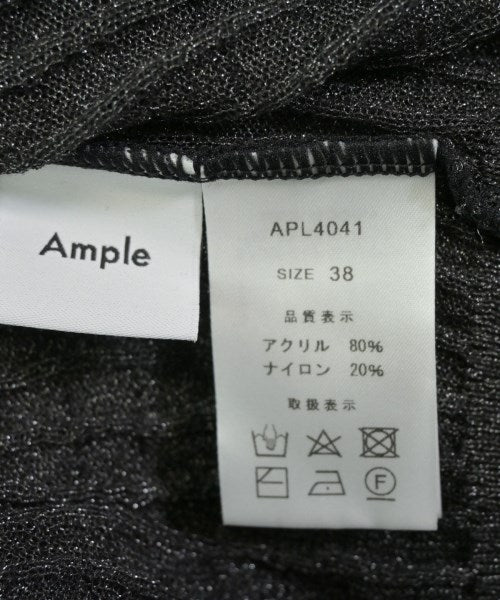 Ample
APL4041
SIZE 38
品質表示
アクリル 80%
ナイロン 20%
取扱表示
F